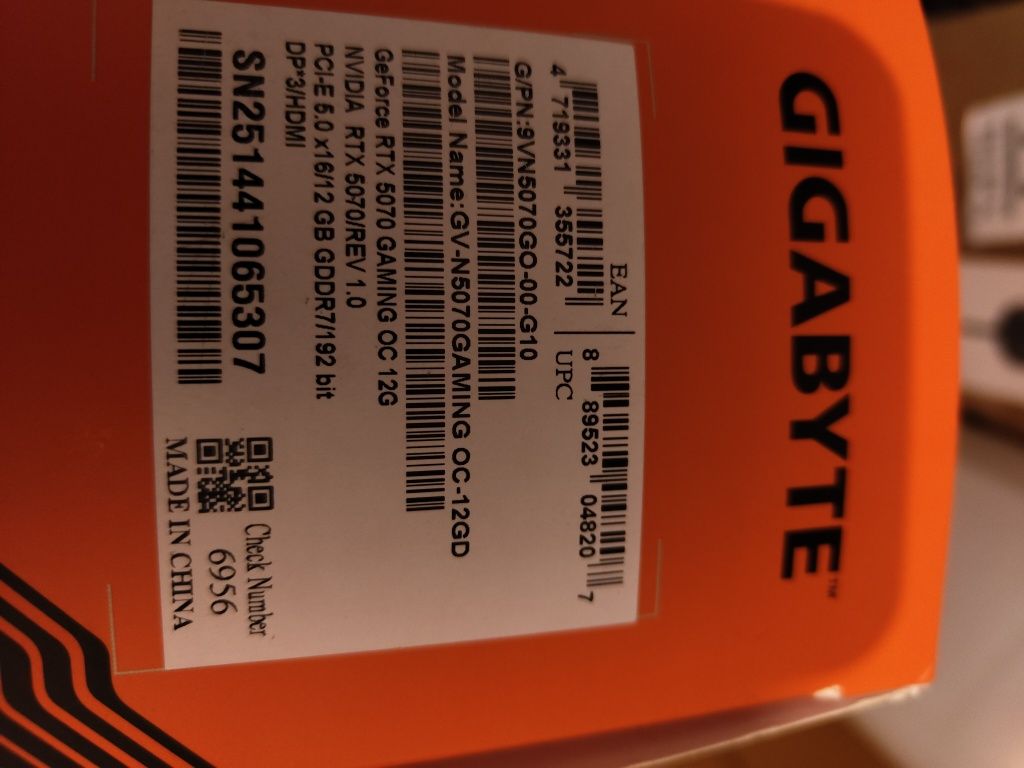 GIGABYTE™
EAN | UPC
4 719331 355722
8 89523 04820 7
G/PN:9VN5070GO-00-G10
Model Name:GV-N5070GAMING OC-12GD
GeForce RTX 5070 GAMING OC 12G
NVIDIA RTX 5070/REV 1.0
PCI-E 5.0 x16/12 GB GDDR7/192 bit
DP*3/HDMI
SN251441065307
Check Number
6956
MADE IN CHINA